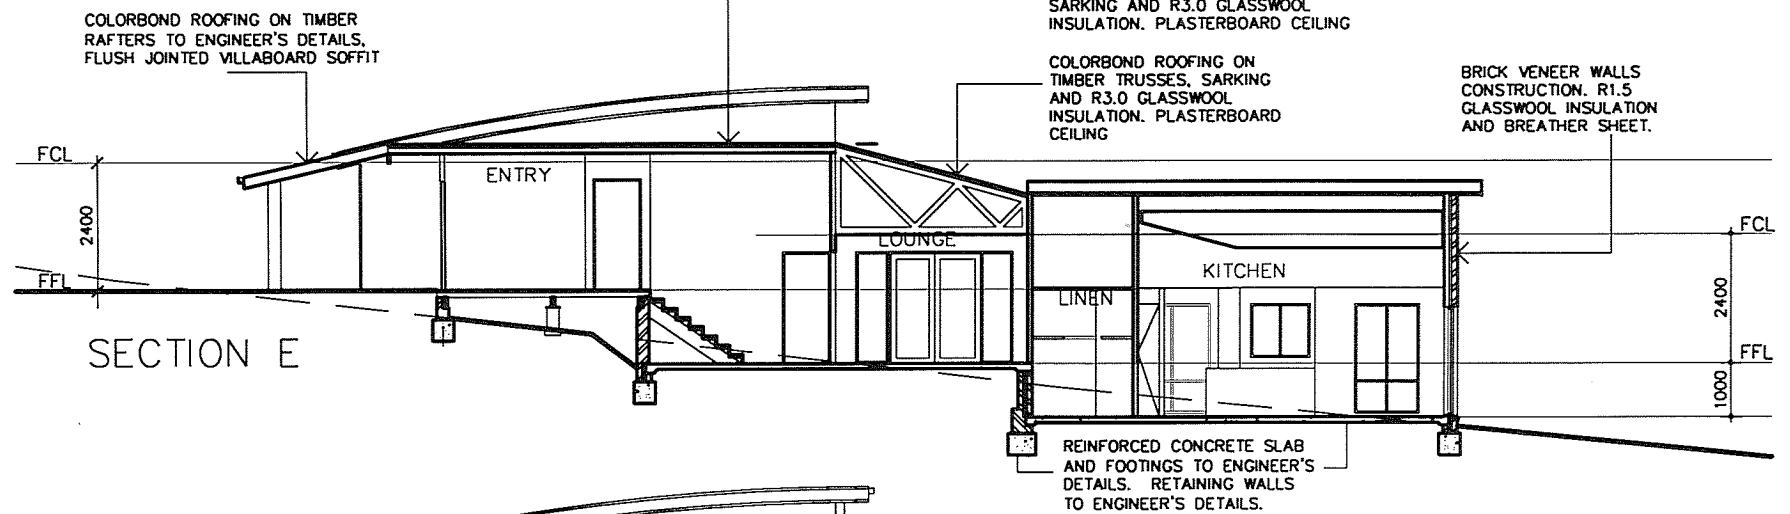 SARKING AND R3.0 GLASSWOOL
INSULATION. PLASTERBOARD CEILING
COLORBOND ROOFING ON TIMBER
RAFTERS TO ENGINEER'S DETAILS,
FLUSH JOINTED VILLABOARD SOFFIT
COLORBOND ROOFING ON
TIMBER TRUSSES, SARKING
AND R3.0 GLASSWOOL
INSULATION. PLASTERBOARD
CEILING
BRICK VENEER WALLS
CONSTRUCTION. R1.5
GLASSWOOL INSULATION
AND BREATHER SHEET.
FCL
2400
FFL
ENTRY
LOUNGE
LINEN
KITCHEN
FCL
2400
FFL
1000
SECTION E
REINFORCED CONCRETE SLAB
AND FOOTINGS TO ENGINEER'S
DETAILS. RETAINING WALLS
TO ENGINEER'S DETAILS.